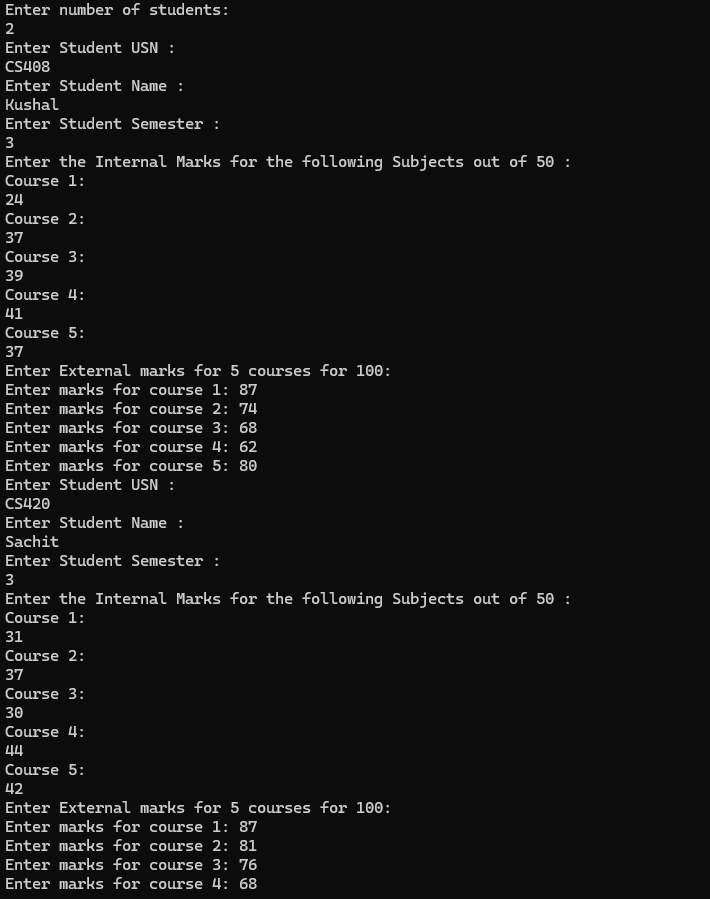 Enter number of students:
2
Enter Student USN :
CS408
Enter Student Name :
Kushal
Enter Student Semester :
3
Enter the Internal Marks for the following Subjects out of 50 :
Course 1:
24
Course 2:
37
Course 3:
39
Course 4:
41
Course 5:
37
Enter External marks for 5 courses for 100:
Enter marks for course 1: 87
Enter marks for course 2: 74
Enter marks for course 3: 68
Enter marks for course 4: 62
Enter marks for course 5: 80
Enter Student USN :
CS420
Enter Student Name :
Sachit
Enter Student Semester :
3
Enter the Internal Marks for the following Subjects out of 50 :
Course 1:
31
Course 2:
37
Course 3:
30
Course 4:
44
Course 5:
42
Enter External marks for 5 courses for 100:
Enter marks for course 1: 87
Enter marks for course 2: 81
Enter marks for course 3: 76
Enter marks for course 4: 68